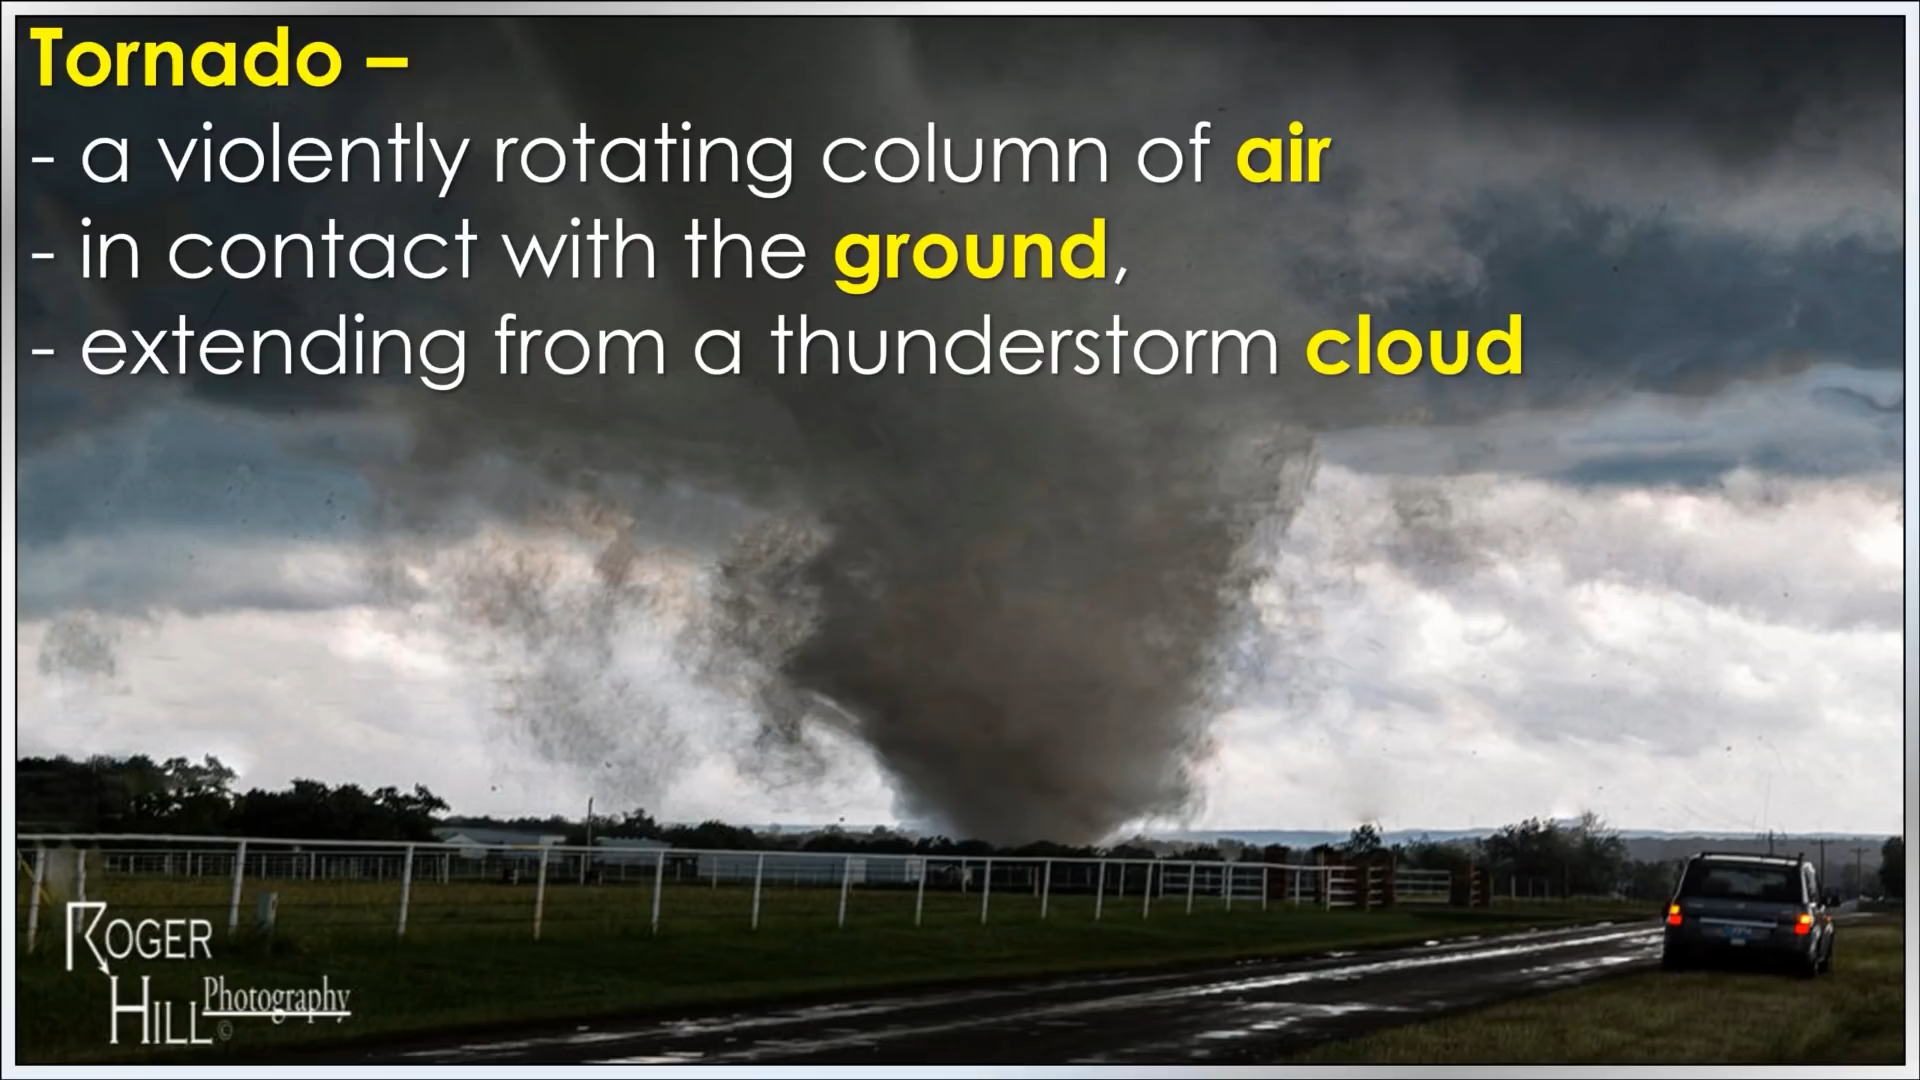 Tornado –
- a violently rotating column of air
- in contact with the ground,
- extending from a thunderstorm cloud
ROGER
HILL Photography
©